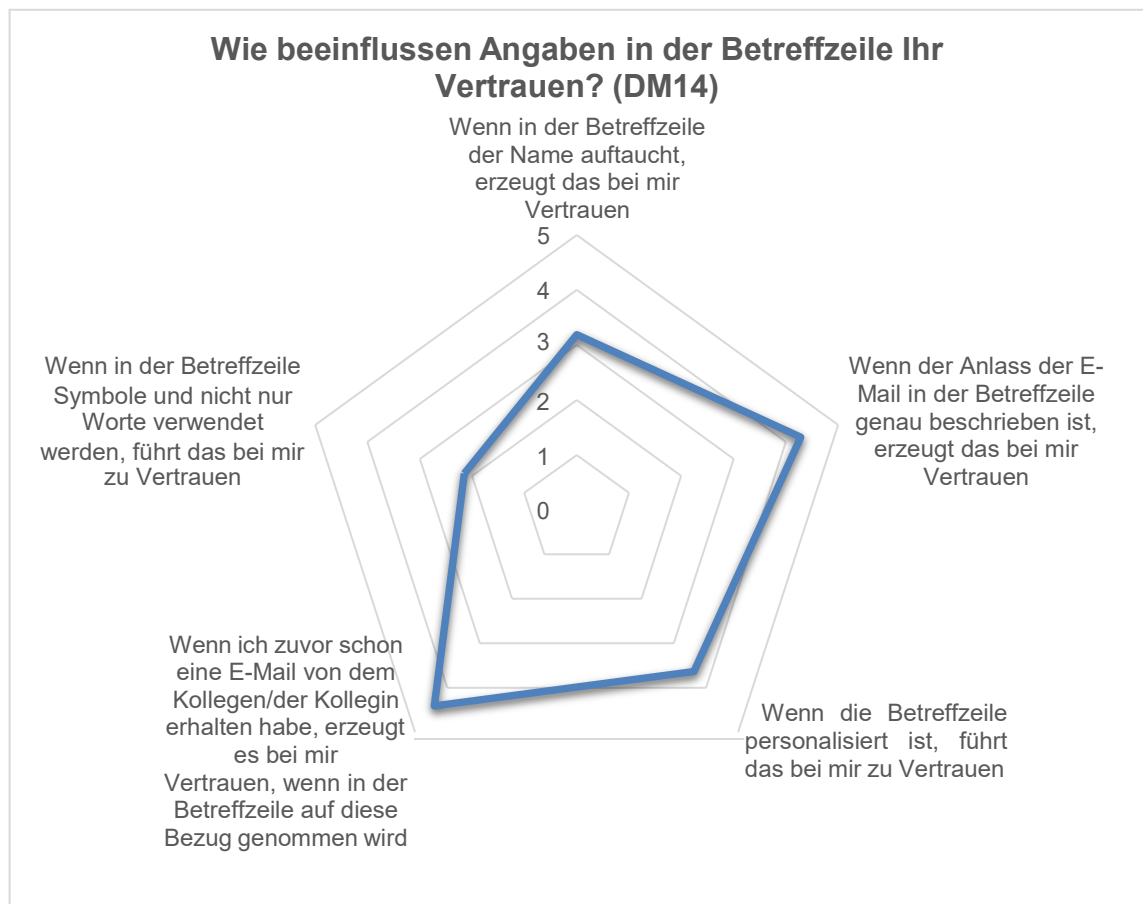 Wie beeinflussen Angaben in der Betreffzeile Ihr
Vertrauen? (DM14)
Wenn in der Betreffzeile
der Name auftaucht,
erzeugt das bei mir
Vertrauen
5
4
3
2
1
0
Wenn der Anlass der E-
Mail in der Betreffzeile
genau beschrieben ist,
erzeugt das bei mir
Vertrauen
Wenn die Betreffzeile
personalisiert ist, führt
das bei mir zu Vertrauen
Wenn ich zuvor schon
eine E-Mail von dem
Kollegen/der Kollegin
erhalten habe, erzeugt
es bei mir
Vertrauen, wenn in der
Betreffzeile auf diese
Bezug genommen wird
Wenn in der Betreffzeile
Symbole und nicht nur
Worte verwendet
werden, führt das bei mir
zu Vertrauen